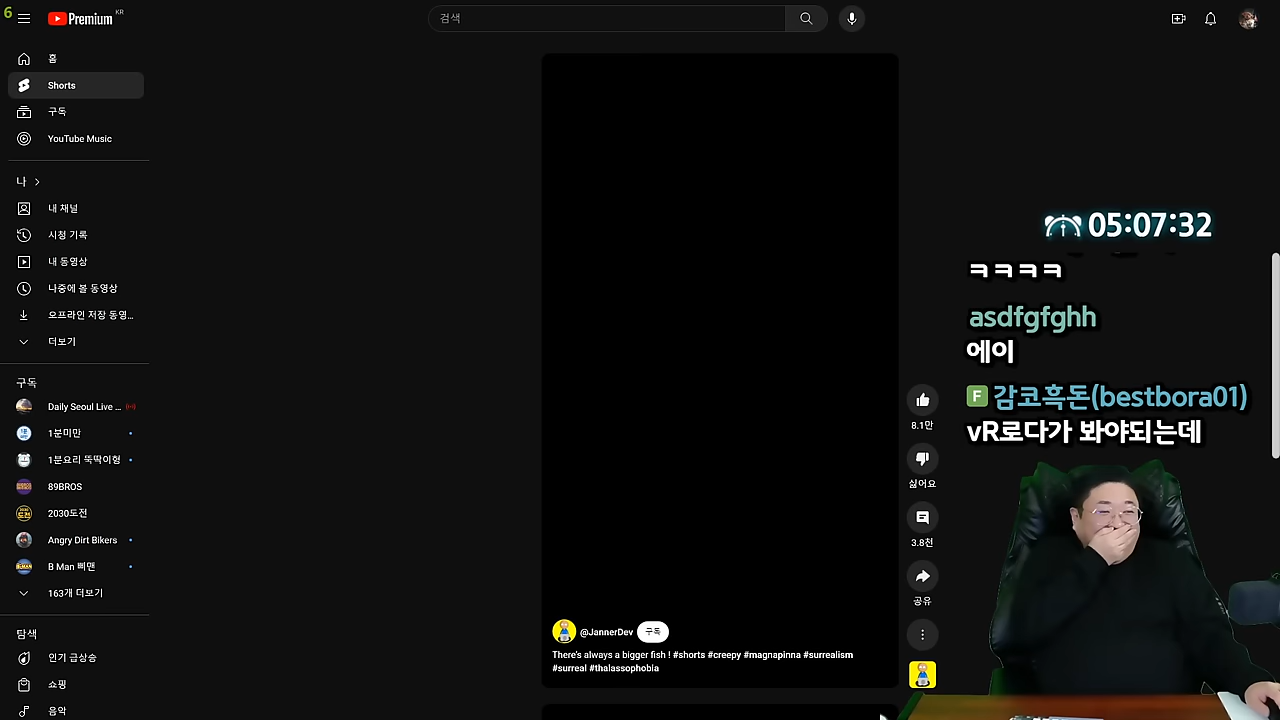 6
Premium KR
검색
홈
Shorts
구독
YouTube Music
나
내 채널
시청 기록
내 동영상
나중에 볼 동영상
오프라인 저장 동영...
더보기
구독
Daily Seoul Live ...
1분미만
1분요리 뚝딱이형
89BROS
2030도전
Angry Dirt Bikers
B Man 삐맨
163개 더보기
탐색
인기 급상승
쇼핑
음악
@JannerDev 구독
There's always a bigger fish ! #shorts #creepy #magnapinna #surrealism
#surreal #thalassophobia
8.1만
싫어요
3.8천
공유
05:07:32
ㅋㅋㅋㅋ
asdfgfghh
에이
F 감코흑돈(bestbora01)
vR로다가 봐야되는데